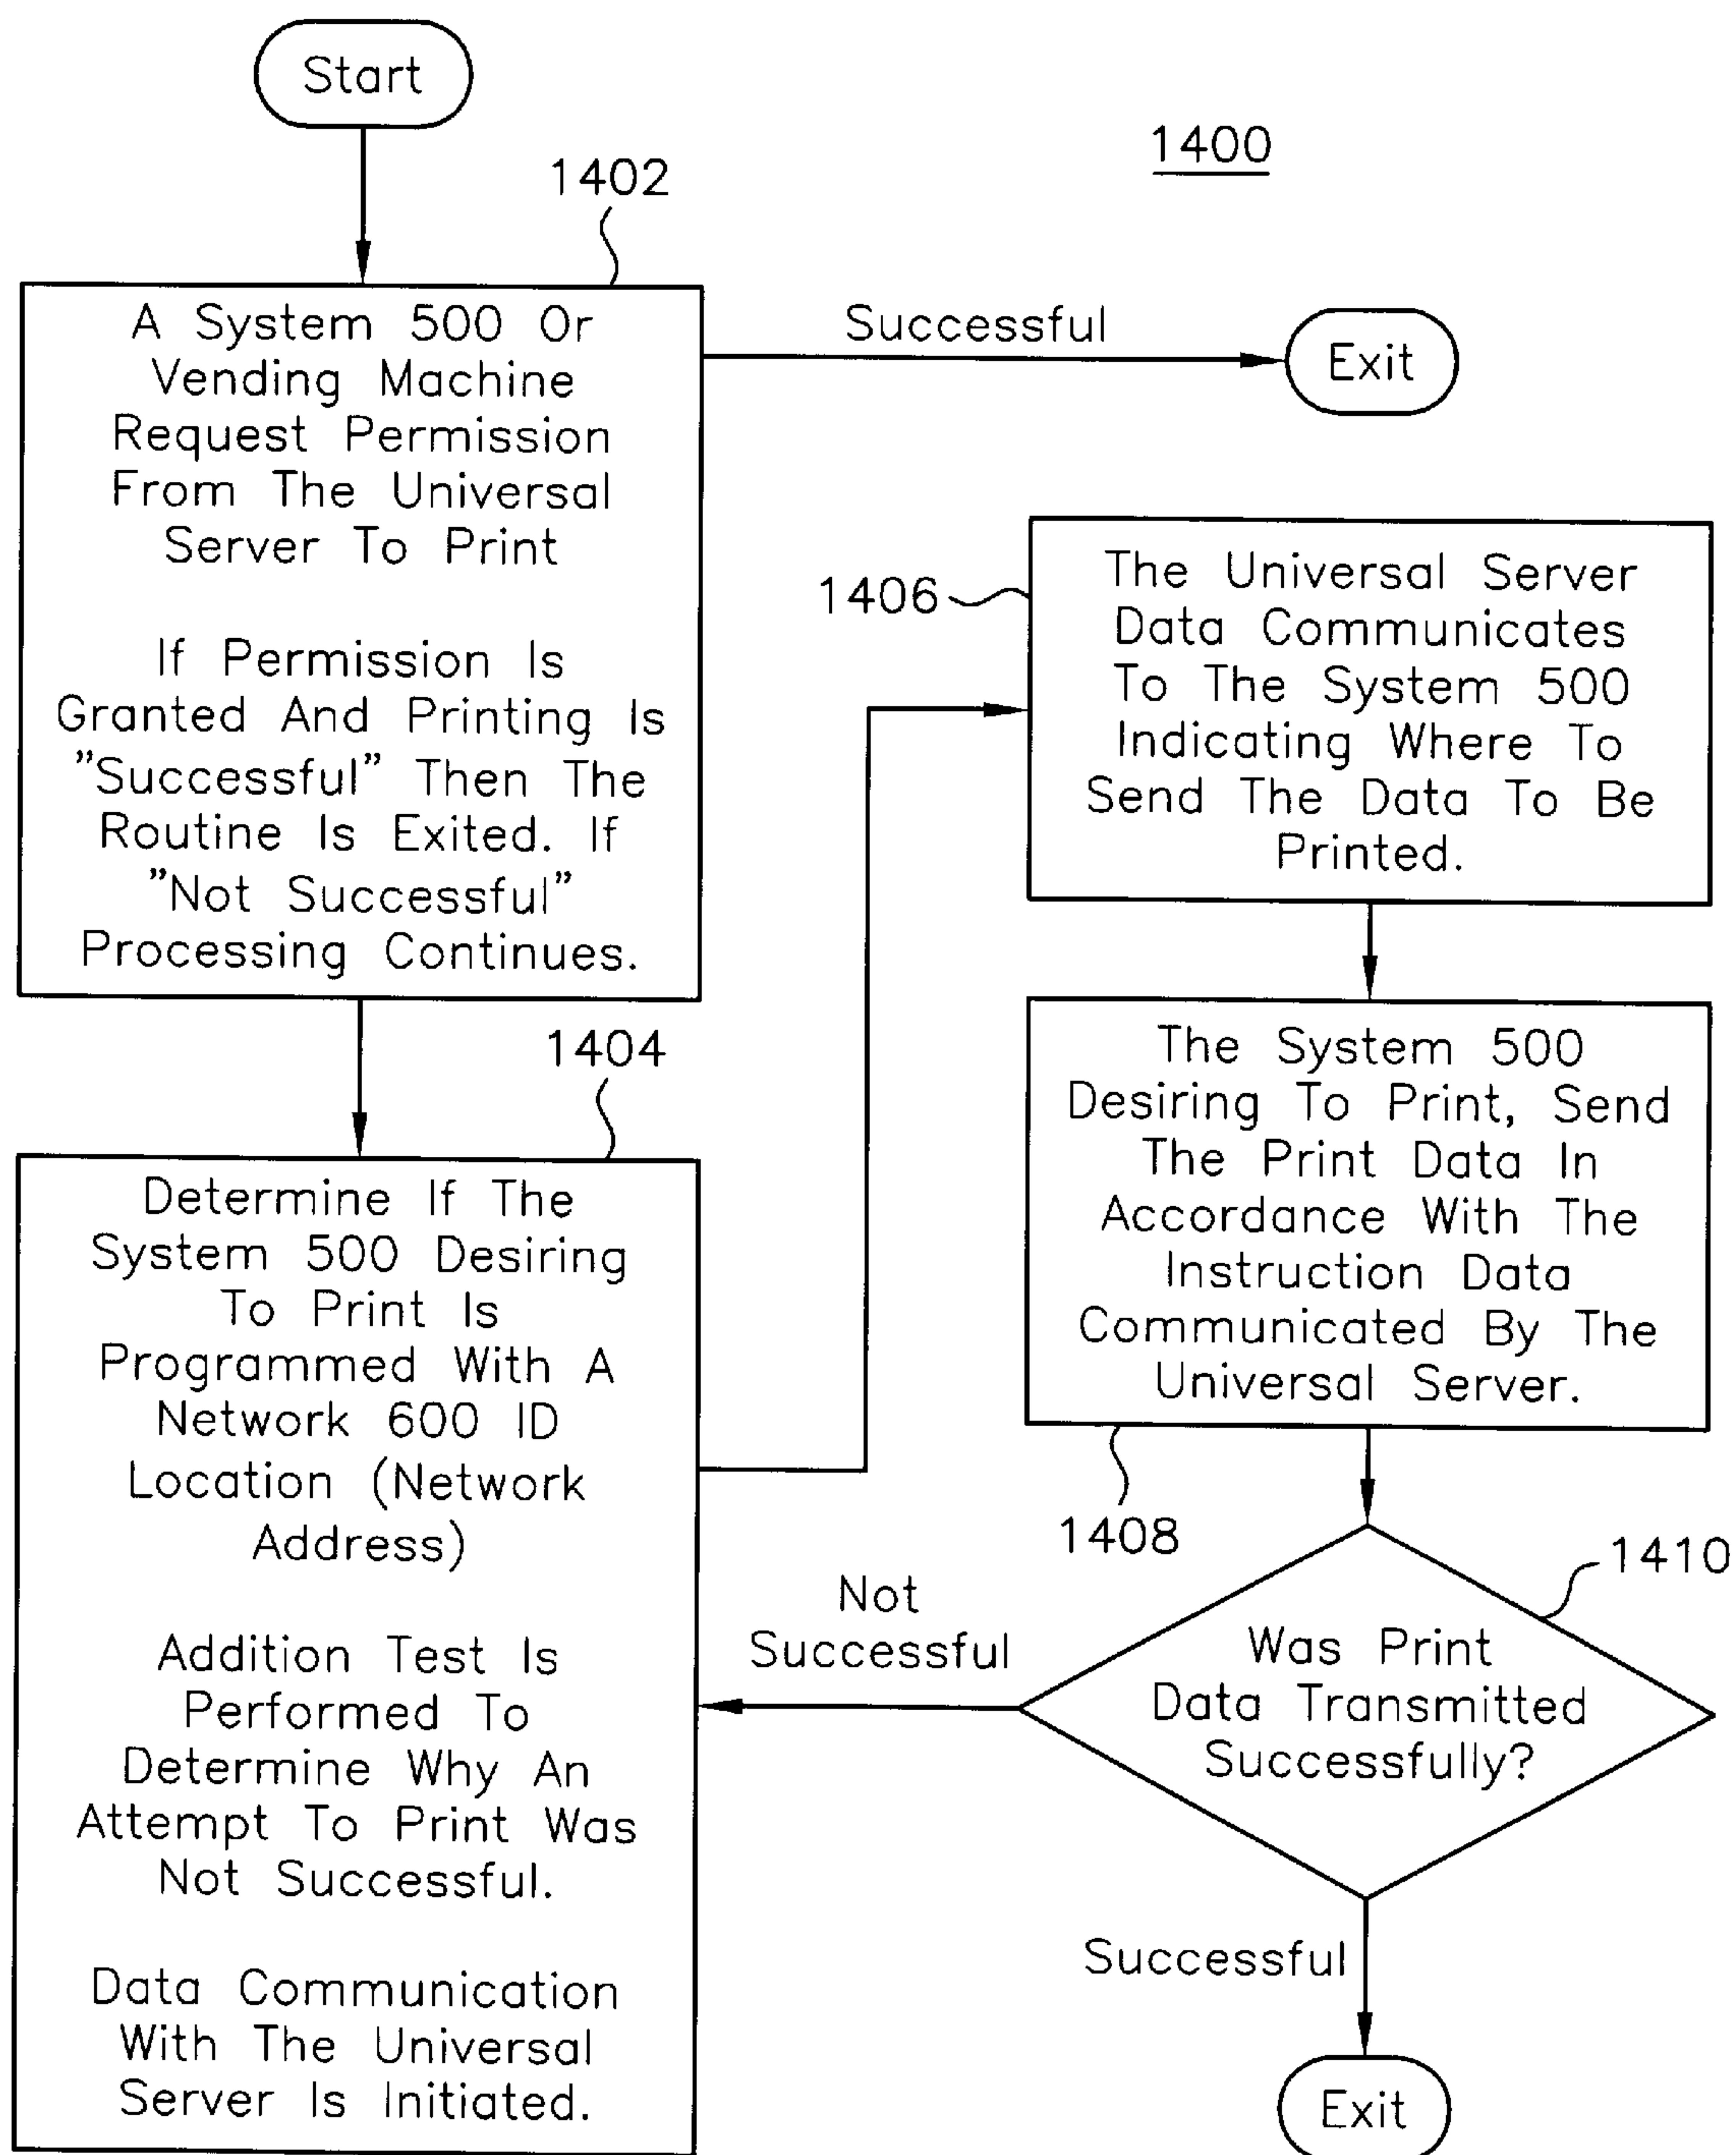 Start
1400
1402
A System 500 Or
Vending Machine
Request Permission
From The Universal
Server To Print
If Permission Is
Granted And Printing Is
"Successful" Then The
Routine Is Exited. If
"Not Successful"
Processing Continues.
Successful
Exit
1404
Determine If The
System 500 Desiring
To Print Is
Programmed With A
Network 600 ID
Location (Network
Address)
Addition Test Is
Performed To
Determine Why An
Attempt To Print Was
Not Successful.
Data Communication
With The Universal
Server Is Initiated.
1406
The Universal Server
Data Communicates
To The System 500
Indicating Where To
Send The Data To Be
Printed.
The System 500
Desiring To Print, Send
The Print Data In
Accordance With The
Instruction Data
Communicated By The
Universal Server.
1408
1410
Was Print
Data Transmitted
Successfully?
Not
Successful
Successful
Exit